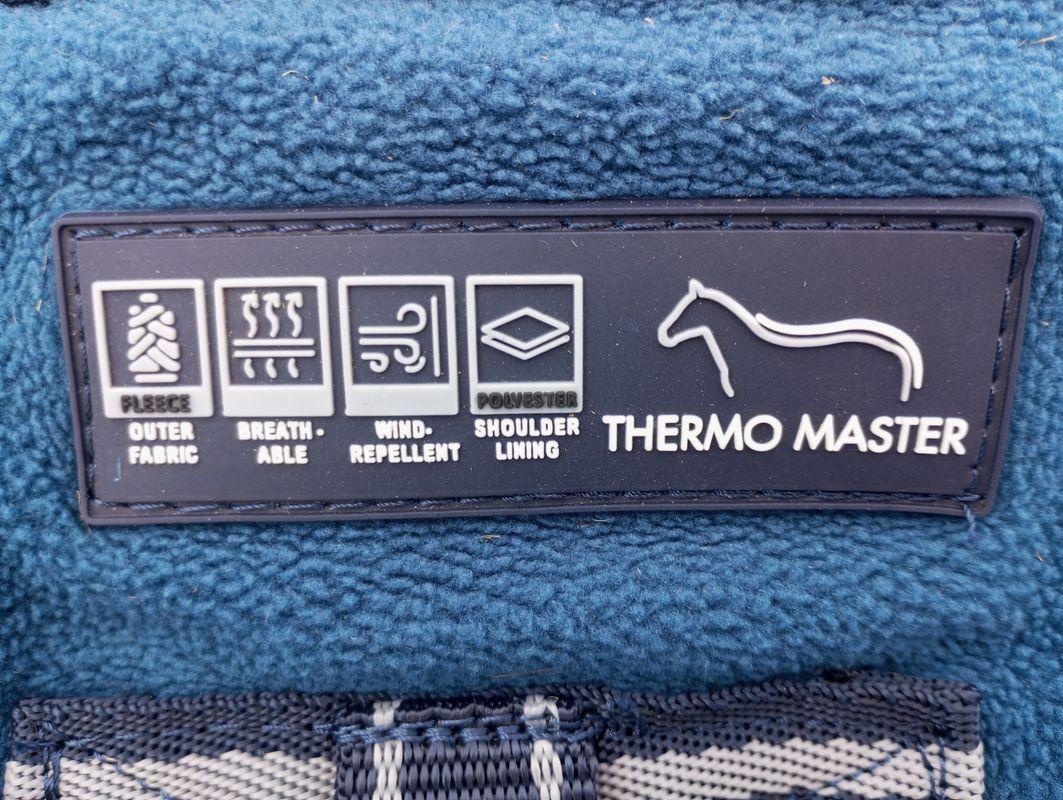 FLEECE
OUTER
FABRIC
BREATH-
ABLE
WIND-
REPELLENT
POLYESTER
SHOULDER
LINING
THERMO MASTER